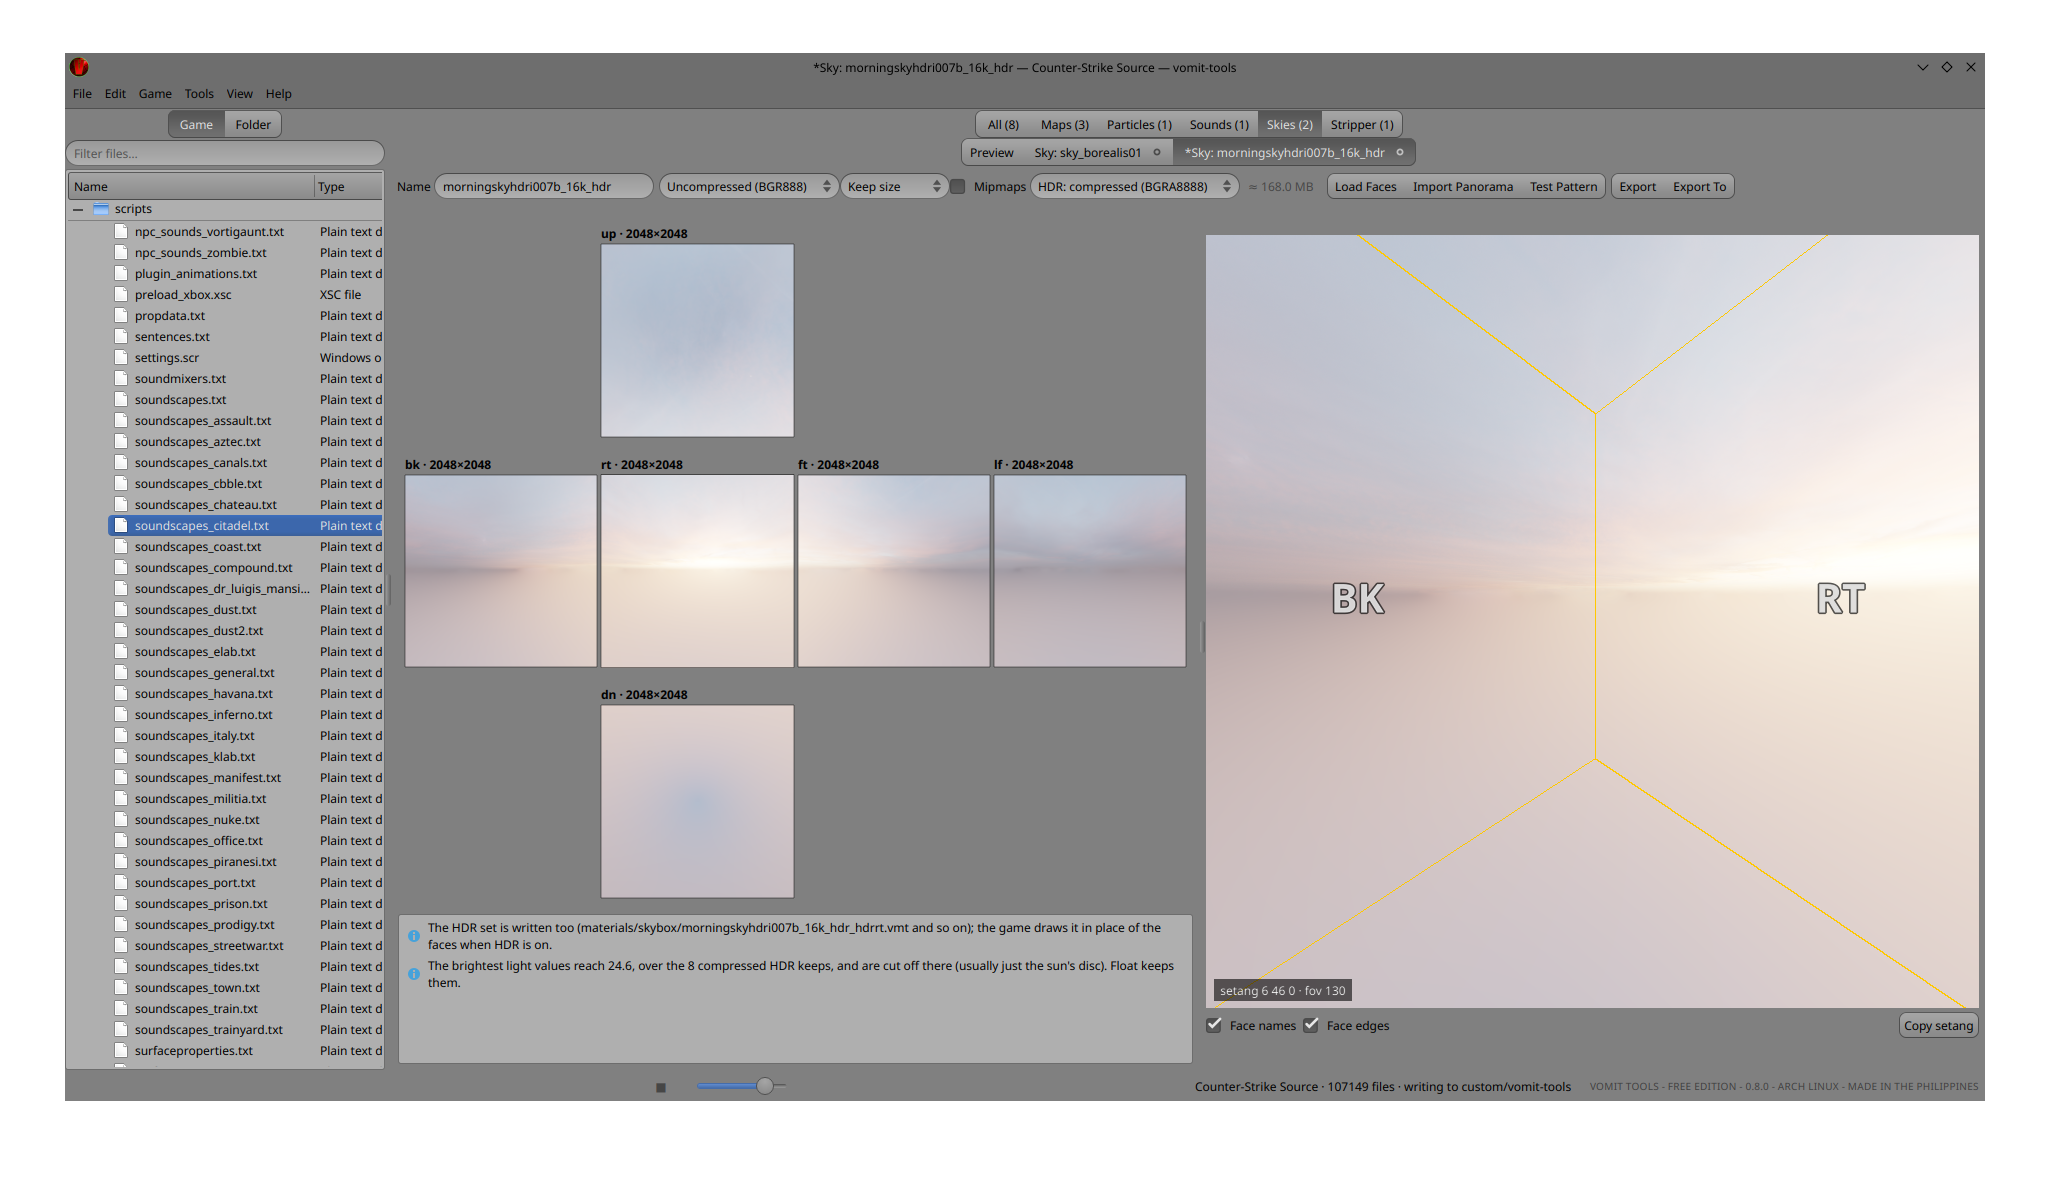 *Sky: morningskyhdri007b_16k_hdr — Counter-Strike Source — vomit-tools
File Edit Game Tools View Help
Game Folder
All (8) Maps (3) Particles (1) Sounds (1) Skies (2) Stripper (1)
Filter files...
Preview Sky: sky_borealis01 *Sky: morningskyhdri007b_16k_hdr
Name Type
Name morningskyhdri007b_16k_hdr Uncompressed (BGR888) Keep size Mipmaps HDR: compressed (BGRA8888) ≈ 168.0 MB Load Faces Import Panorama Test Pattern Export Export To
scripts
npc_sounds_vortigaunt.txt Plain text d
npc_sounds_zombie.txt Plain text d
plugin_animations.txt Plain text d
preload_xbox.xsc XSC file
propdata.txt Plain text d
sentences.txt Plain text d
settings.scr Windows o
soundmixers.txt Plain text d
soundscapes.txt Plain text d
soundscapes_assault.txt Plain text d
soundscapes_aztec.txt Plain text d
soundscapes_canals.txt Plain text d
soundscapes_cbble.txt Plain text d
soundscapes_chateau.txt Plain text d
soundscapes_citadel.txt Plain text d
soundscapes_coast.txt Plain text d
soundscapes_compound.txt Plain text d
soundscapes_dr_luigis_mansi... Plain text d
soundscapes_dust.txt Plain text d
soundscapes_dust2.txt Plain text d
soundscapes_elab.txt Plain text d
soundscapes_general.txt Plain text d
soundscapes_havana.txt Plain text d
soundscapes_inferno.txt Plain text d
soundscapes_italy.txt Plain text d
soundscapes_klab.txt Plain text d
soundscapes_manifest.txt Plain text d
soundscapes_militia.txt Plain text d
soundscapes_nuke.txt Plain text d
soundscapes_office.txt Plain text d
soundscapes_piranesi.txt Plain text d
soundscapes_port.txt Plain text d
soundscapes_prison.txt Plain text d
soundscapes_prodigy.txt Plain text d
soundscapes_streetwar.txt Plain text d
soundscapes_tides.txt Plain text d
soundscapes_town.txt Plain text d
soundscapes_train.txt Plain text d
soundscapes_trainyard.txt Plain text d
surfaceproperties.txt Plain text d
up · 2048×2048
bk · 2048×2048 rt · 2048×2048 ft · 2048×2048 lf · 2048×2048
dn · 2048×2048
The HDR set is written too (materials/skybox/morningskyhdri007b_16k_hdr_hdrrt.vmt and so on); the game draws it in place of the
faces when HDR is on.
The brightest light values reach 24.6, over the 8 compressed HDR keeps, and are cut off there (usually just the sun's disc). Float keeps
them.
BK RT
setang 6 46 0 · fov 130
Face names Face edges Copy setang
Counter-Strike Source · 107149 files · writing to custom/vomit-tools VOMIT TOOLS - FREE EDITION - 0.8.0 - ARCH LINUX - MADE IN THE PHILIPPINES